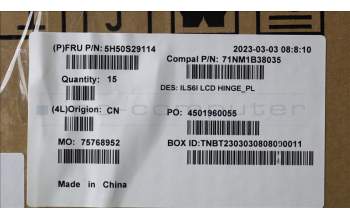 (P)FRU P/N: 5H50S29114
2023-03-03 08:8:10
Compal P/N: 71NM1B38035
Quantity: 15
DES: ILS6I LCD HINGE_PL
(4L)Origion: CN
PO: 4501960055
MO: 75768952
BOX ID:TNBT2303030808000011
Made in China